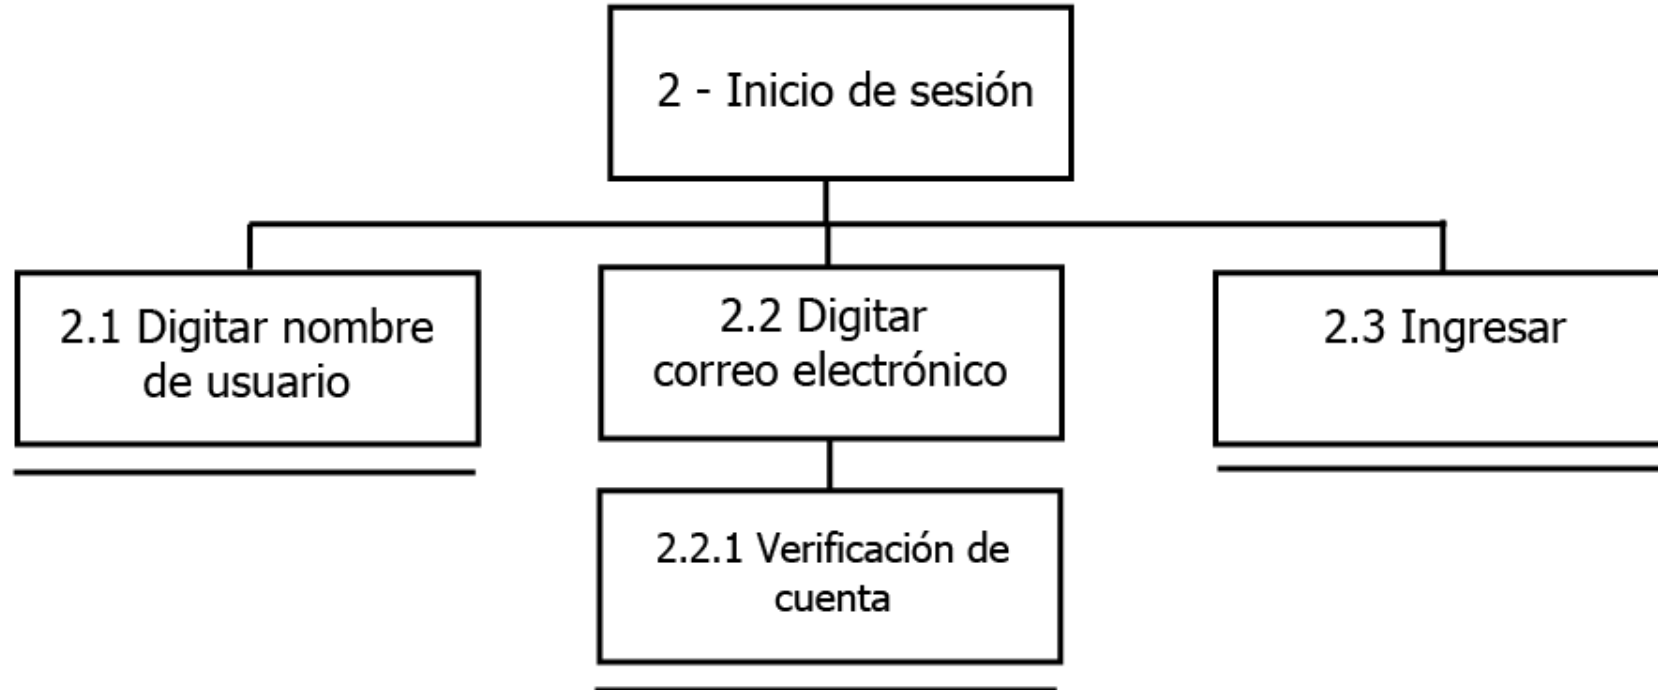 2 - Inicio de sesión
2.1 Digitar nombre
de usuario
2.2 Digitar
correo electrónico
2.3 Ingresar
2.2.1 Verificación de
cuenta